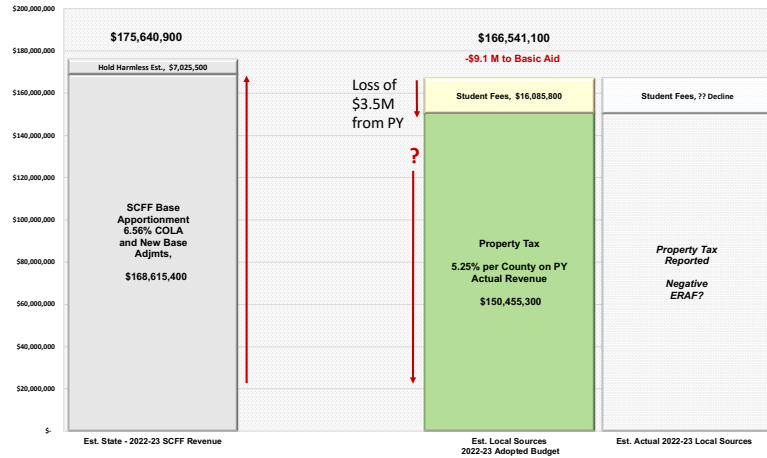 $200,000,000
$180,000,000
$160,000,000
$140,000,000
$120,000,000
$100,000,000
$80,000,000
$60,000,000
$40,000,000
$20,000,000
$-
$175,640,900
Hold Harmless Est., $7,025,500
SCFF Base
Apportionment
6.56% COLA
and New Base
Adjmts,
$168,615,400
Est. State - 2022-23 SCFF Revenue
Loss of
$3.5M
from PY
?
$166,541,100
-$9.1 M to Basic Aid
Student Fees, $16,085,800
Property Tax
5.25% per County on PY
Actual Revenue
$150,455,300
Est. Local Sources
2022-23 Adopted Budget
Student Fees, ?? Decline
Property Tax
Reported
Negative
ERAF?
Est. Actual 2022-23 Local Sources